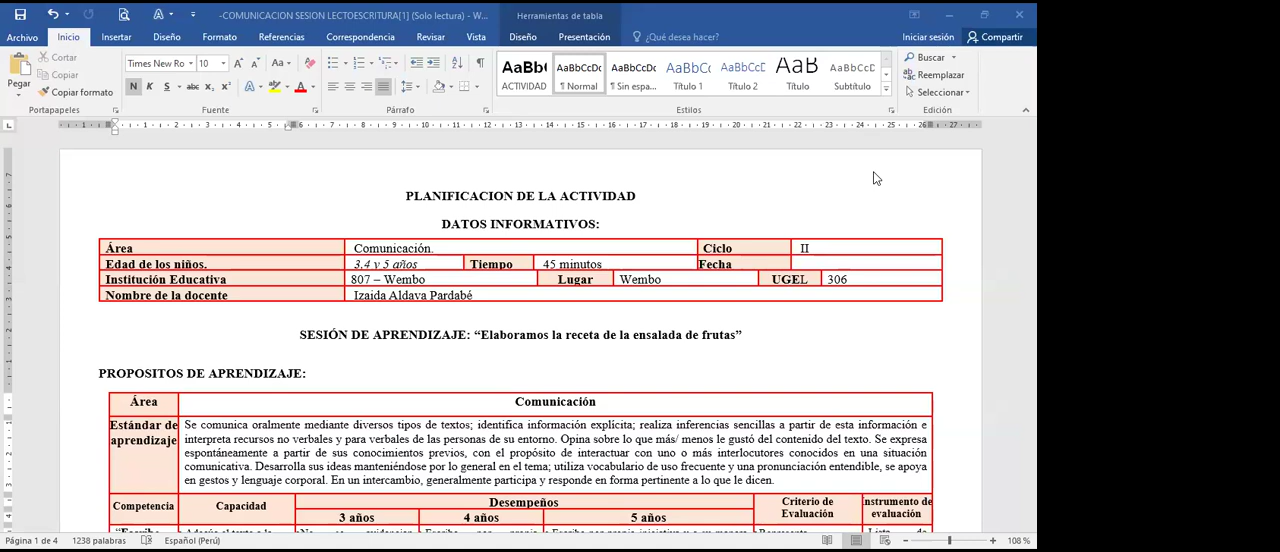 -COMUNICACION SESION LECTOESCRITURA[1] (Solo lectura) - W...
Herramientas de tabla
Archivo Inicio Insertar Diseño Formato Referencias Correspondencia Revisar Vista Diseño Presentación ¿Qué desea hacer? Iniciar sesión Compartir
Pegar
Cortar
Copiar
Copiar formato
Portapapeles
Times New Ro 10
Fuente
Párrafo
AaBbC AaBbCcDc AaBbCcDc AaBbCcI AaBbCcDc AaB AaBbCcDc
ACTIVIDAD ¶ Normal ¶ Sin espa... Título 1 Título 2 Título Subtítulo
Estilos
Buscar
Reemplazar
Seleccionar
Edición
PLANIFICACION DE LA ACTIVIDAD
DATOS INFORMATIVOS:
Área Comunicación. Ciclo II
Edad de los niños. 3,4 y 5 años Tiempo 45 minutos Fecha
Institución Educativa 807 – Wembo Lugar Wembo UGEL 306
Nombre de la docente Izaida Aldava Pardabé
SESIÓN DE APRENDIZAJE: “Elaboramos la receta de la ensalada de frutas”
PROPOSITOS DE APRENDIZAJE:
Área Comunicación
Estándar de aprendizaje
Se comunica oralmente mediante diversos tipos de textos; identifica información explícita; realiza inferencias sencillas a partir de esta información e
interpreta recursos no verbales y para verbales de las personas de su entorno. Opina sobre lo que más/ menos le gustó del contenido del texto. Se expresa
espontáneamente a partir de sus conocimientos previos, con el propósito de interactuar con uno o más interlocutores conocidos en una situación
comunicativa. Desarrolla sus ideas manteniéndose por lo general en el tema; utiliza vocabulario de uso frecuente y una pronunciación entendible, se apoya
en gestos y lenguaje corporal. En un intercambio, generalmente participa y responde en forma pertinente a lo que le dicen.
Competencia Capacidad Desempeños Criterio de Evaluación nstrumento de evaluación
3 años 4 años 5 años
Página 1 de 4 1238 palabras Español (Perú) 108 %